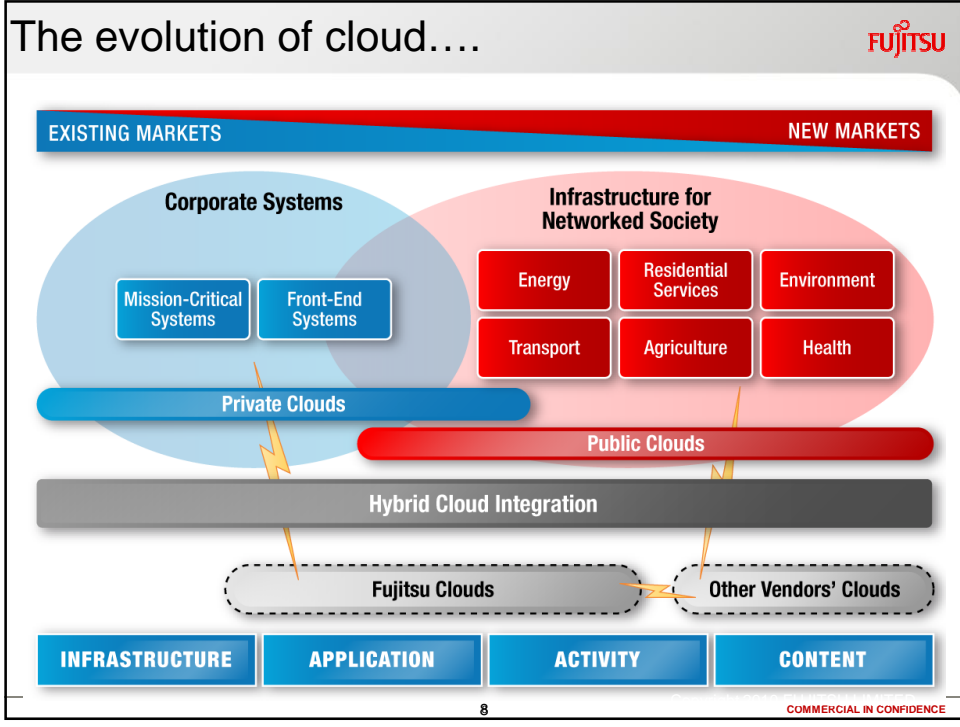 The evolution of cloud....
FUJITSU
EXISTING MARKETS
NEW MARKETS
Corporate Systems
Infrastructure for
Networked Society
Mission-Critical
Systems
Front-End
Systems
Energy
Residential
Services
Environment
Transport
Agriculture
Health
Private Clouds
Public Clouds
Hybrid Cloud Integration
Fujitsu Clouds
Other Vendors’ Clouds
INFRASTRUCTURE
APPLICATION
ACTIVITY
CONTENT
8
COMMERCIAL IN CONFIDENCE